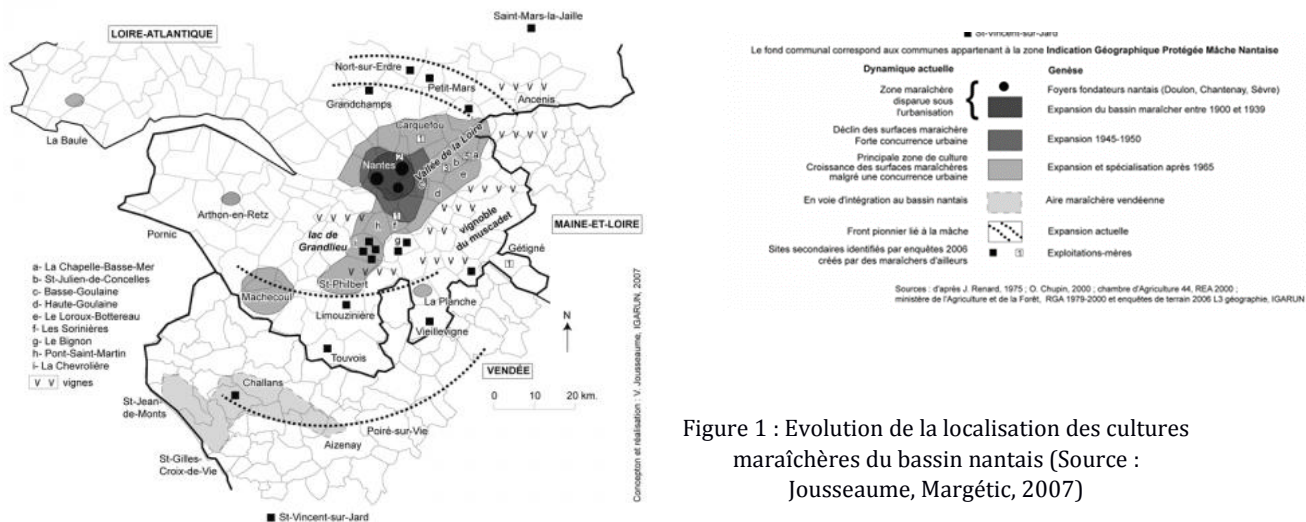 Saint-Mars-la-Jaille
LOIRE-ATLANTIQUE
Nort-sur-Erdre
Petit-Mars
Grandchamps
Ancenis
La Baule
Carquefou
Vallée de la Loire
Nantes
Arthon-en-Retz
Pornic
lac de
Grandlieu
vignoble
du muscadet
MAINE-ET-LOIRE
Gétigné
a- La Chapelle-Basse-Mer
b- St-Julien-de-Concelles
c- Basse-Goulaine
d- Haute-Goulaine
e- Le Loroux-Bottereau
f- Les Sorinières
g- Le Bignon
h- Pont-Saint-Martin
i- La Chevrolière
V V vignes
St-Philbert
Machecoul
Limouzinière
La Planche
Vieillevigne
Touvois
N
VENDÉE
0 10 20 km.
Challans
St-Jean-
de-Monts
Aizenay
Poiré-sur-Vie
St-Gilles-
Croix-de-Vie
St-Vincent-sur-Jard
Concepton et réalisation : V. Jousseaume, IGARUN, 2007
St-Vincent-sur-Jard
Le fond communal correspond aux communes appartenant à la zone Indication Géographique Protégée Mâche Nantaise
Dynamique actuelle
Genèse
Zone maraîchère
disparue sous
l'urbanisation
Foyers fondateurs nantais (Doulon, Chantenay, Sèvre)
Expansion du bassin maraîcher entre 1900 et 1939
Déclin des surfaces maraichère
Forte concurrence urbaine
Expansion 1945-1950
Principale zone de culture
Croissance des surfaces maraîchères
malgré une concurrence urbaine
Expansion et spécialisation après 1965
En voie d'intégration au bassin nantais
Aire maraîchère vendéenne
Front pionnier lié à la mâche
Expansion actuelle
Sites secondaires identifiés par enquêtes 2006
créés par des maraîchers d'ailleurs
Exploitations-mères
Sources : d'après J. Renard, 1975 ; O. Chupin, 2000 ; chambre d'Agriculture 44, REA 2000 ;
ministère de l'Agriculture et de la Forêt, RGA 1979-2000 et enquêtes de terrain 2006 L3 géographie, IGARUN
Figure 1 : Evolution de la localisation des cultures
maraîchères du bassin nantais (Source :
Jousseaume, Margétic, 2007)